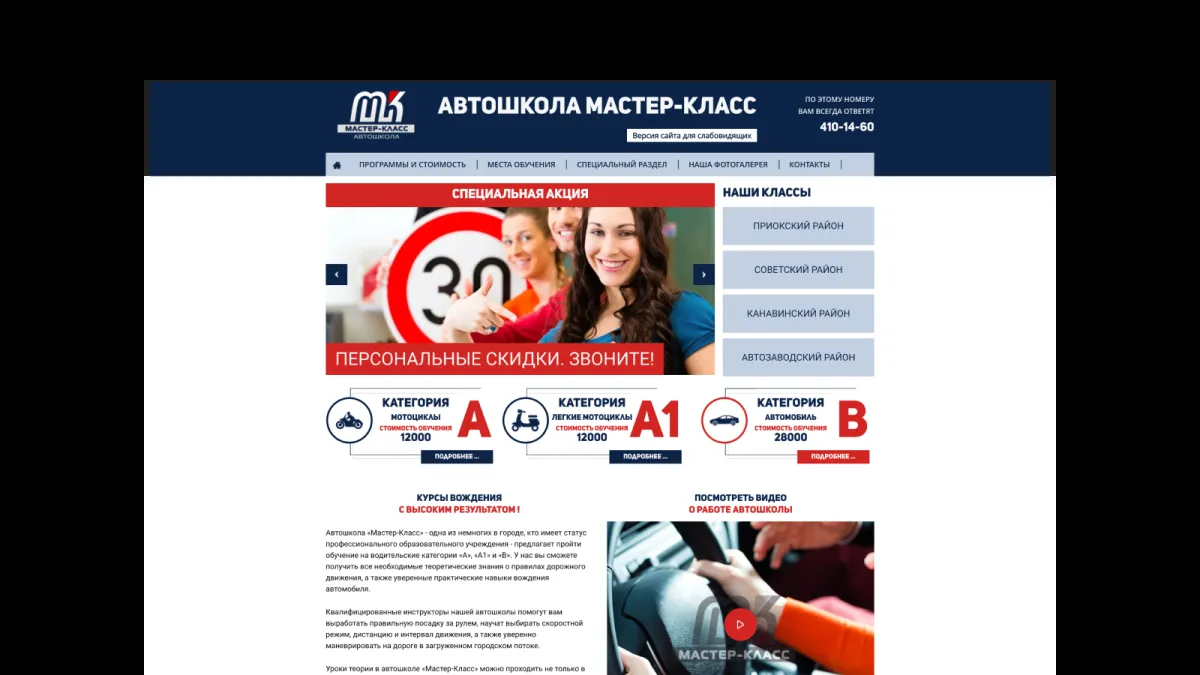 МК
МАСТЕР-КЛАСС
АВТОШКОЛА
АВТОШКОЛА МАСТЕР-КЛАСС
Версия сайта для слабовидящих
ПО ЭТОМУ НОМЕРУ
ВАМ ВСЕГДА ОТВЕТЯТ
410-14-60
ПРОГРАММЫ И СТОИМОСТЬ | МЕСТА ОБУЧЕНИЯ | СПЕЦИАЛЬНЫЙ РАЗДЕЛ | НАША ФОТОГАЛЕРЕЯ | КОНТАКТЫ |
СПЕЦИАЛЬНАЯ АКЦИЯ
30
ПЕРСОНАЛЬНЫЕ СКИДКИ. ЗВОНИТЕ!
НАШИ КЛАССЫ
ПРИОКСКИЙ РАЙОН
СОВЕТСКИЙ РАЙОН
КАНАВИНСКИЙ РАЙОН
АВТОЗАВОДСКИЙ РАЙОН
КАТЕГОРИЯ
МОТОЦИКЛЫ
СТОИМОСТЬ ОБУЧЕНИЯ
12000
A
ПОДРОБНЕЕ ...
КАТЕГОРИЯ
ЛЕГКИЕ МОТОЦИКЛЫ
СТОИМОСТЬ ОБУЧЕНИЯ
12000
A1
ПОДРОБНЕЕ ...
КАТЕГОРИЯ
АВТОМОБИЛЬ
СТОИМОСТЬ ОБУЧЕНИЯ
28000
B
ПОДРОБНЕЕ ...
КУРСЫ ВОЖДЕНИЯ
С ВЫСОКИМ РЕЗУЛЬТАТОМ !
Автошкола «Мастер-Класс» - одна из немногих в городе, кто имеет статус
профессионального образовательного учреждения - предлагает пройти
обучение на водительские категории «А», «А1» и «В». У нас вы сможете
получить все необходимые теоретические знания о правилах дорожного
движения, а также уверенные практические навыки вождения
автомобиля.
Квалифицированные инструкторы нашей автошколы помогут вам
выработать правильную посадку за рулем, научат выбирать скоростной
режим, дистанцию и интервал движения, а также уверенно
маневрировать на дороге в загруженном городском потоке.
Уроки теории в автошколе «Мастер-Класс» можно проходить не только в
ПОСМОТРЕТЬ ВИДЕО
О РАБОТЕ АВТОШКОЛЫ
МК
МАСТЕР-КЛАСС